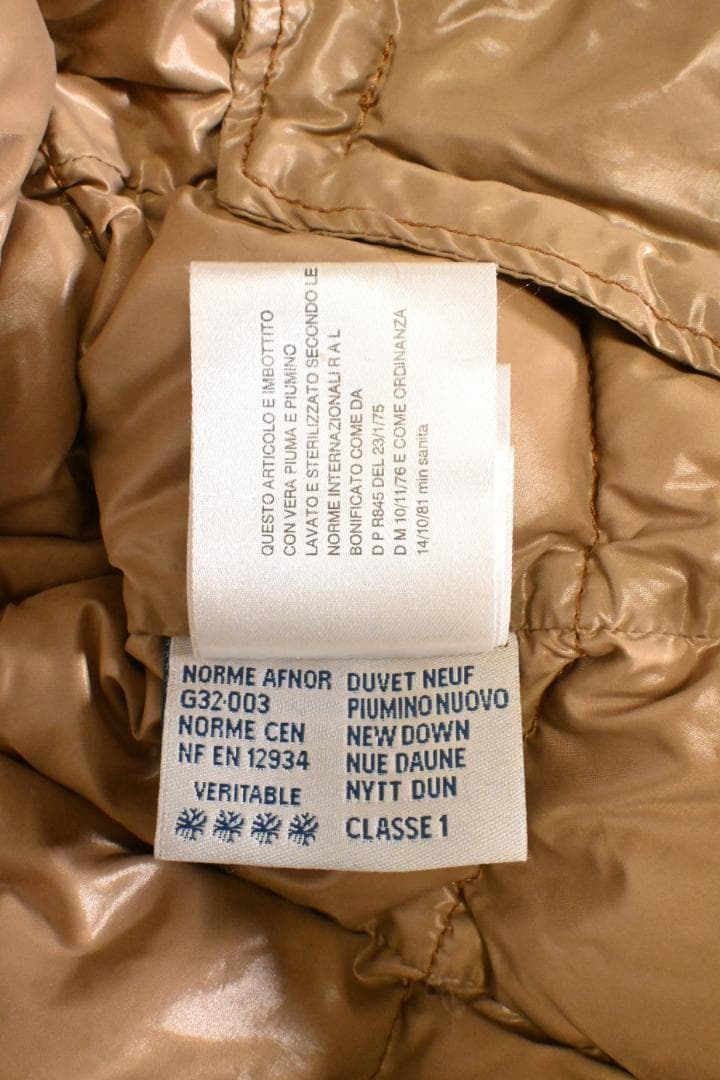 QUESTO ARTICOLO E IMBOTTITO
CON VERA PIUMA E PIUMINO
LAVATO E STERILIZZATO SECONDO LE
NORME INTERNAZIONALI R A L
BONIFICATO COME DA
D P R845 DEL 23/1/75
D M 10/11/76 E COME ORDINANZA
14/10/81 min sanita
NORME AFNOR
G32-003
NORME CEN
NF EN 12934
VERITABLE
DUVET NEUF
PIUMINO NUOVO
NEW DOWN
NUE DAUNE
NYTT DUN
CLASSE 1